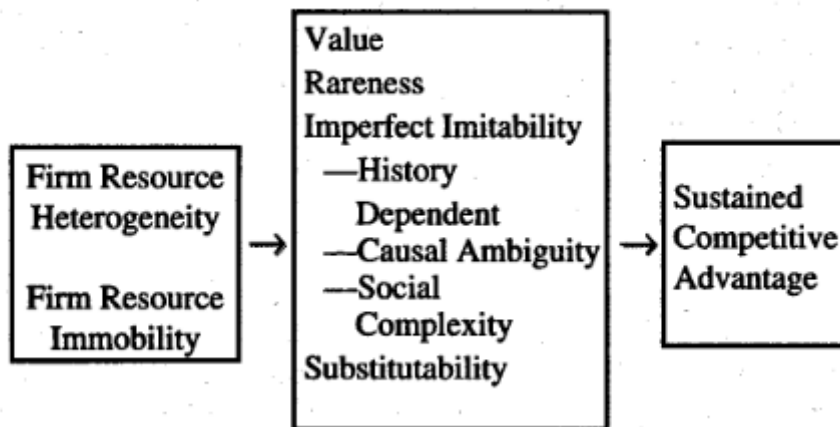 Firm Resource
Heterogeneity
Firm Resource
Immobility
Value
Rareness
Imperfect Imitability
—History
Dependent
—Causal Ambiguity
—Social
Complexity
Substitutability
Sustained
Competitive
Advantage